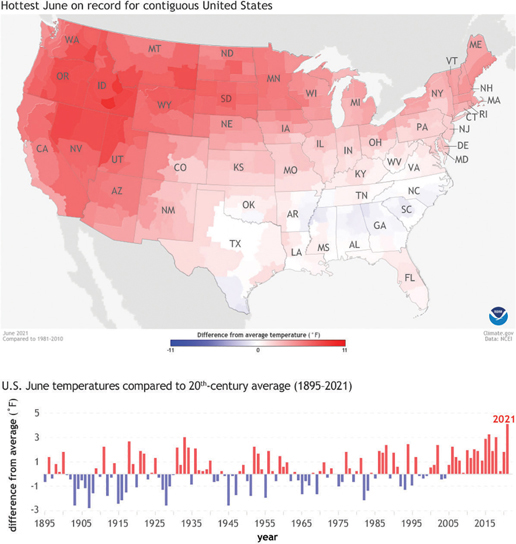 Hottest June on record for contiguous United States
WA
MT
ND
ME
VT
OR
ID
MN
NH
WI
SD
NY
MA
WY
MI
RI
CT
NE
IA
PA
NJ
NV
IL
IN
OH
DE
CA
UT
MD
CO
KS
MO
WV
VA
KY
AZ
NC
OK
TN
NM
AR
SC
GA
TX
MS
AL
LA
FL
NOAA
June 2021
Compared to 1981-2010
Difference from average temperature (°F)
-11
0
11
Climate.gov
Data: NCEI
U.S. June temperatures compared to 20th-century average (1895-2021)
difference from average (°F)
5
3
1
-1
-3
2021
1895
1905
1915
1925
1935
1945
1955
1965
1975
1985
1995
2005
2015
year